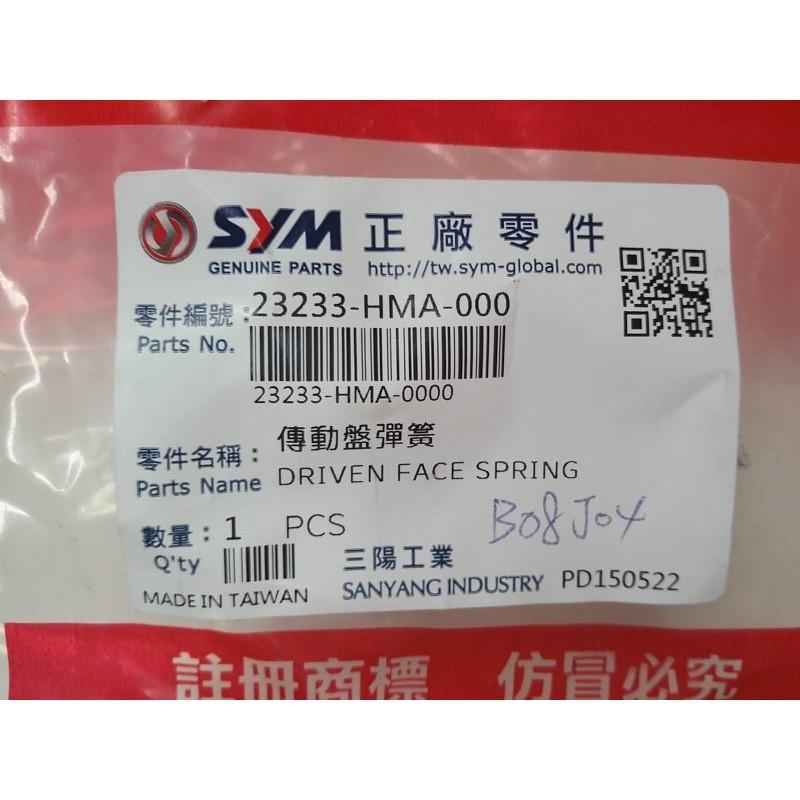 SYM 正廠零件
GENUINE PARTS http://tw.sym-global.com
零件編號：23233-HMA-000
Parts No.
23233-HMA-0000
傳動盤彈簧
零件名稱：
Parts Name DRIVEN FACE SPRING
數量：1 PCS
B08J04
Q'ty
三陽工業
MADE IN TAIWAN SANYANG INDUSTRY PD150522
註冊商標 仿冒必究